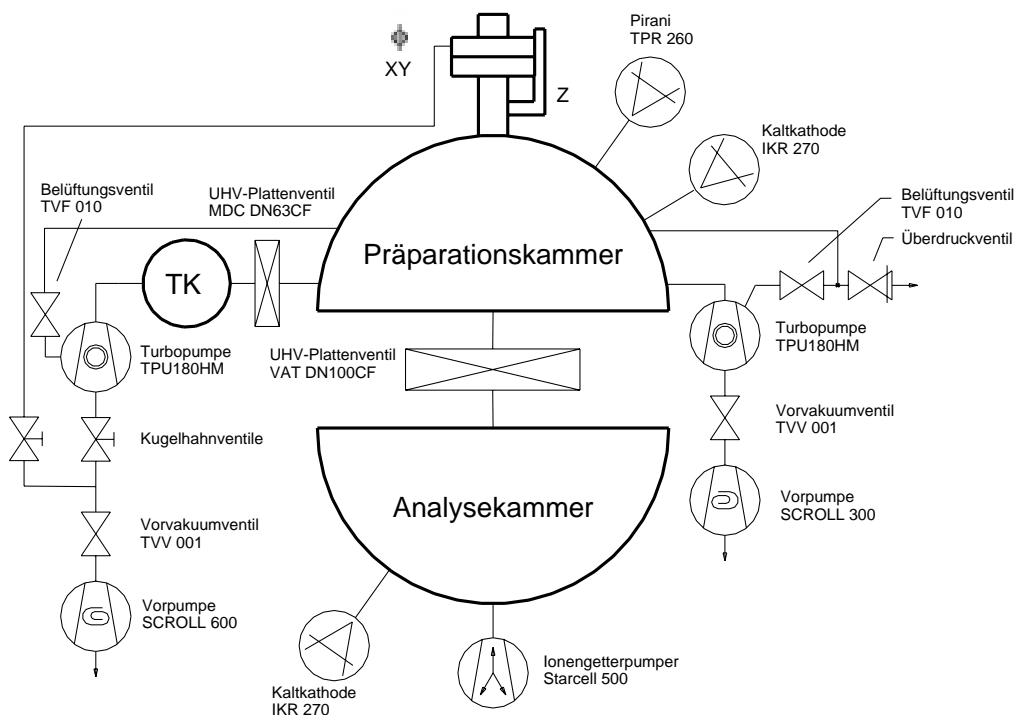 Pirani
TPR 260
XY
Z
Kaltkathode
IKR 270
Belüftungsventil
TVF 010
UHV-Plattenventil
MDC DN63CF
Belüftungsventil
TVF 010
Überdruckventil
Präparationskammer
TK
Turbopumpe
TPU180HM
UHV-Plattenventil
VAT DN100CF
Turbopumpe
TPU180HM
Kugelhahnventile
Vorvakuumventil
TVV 001
Analysekammer
Vorvakuumventil
TVV 001
Vorpumpe
SCROLL 300
Vorpumpe
SCROLL 600
Kaltkathode
IKR 270
Ionengetterpumper
Starcell 500